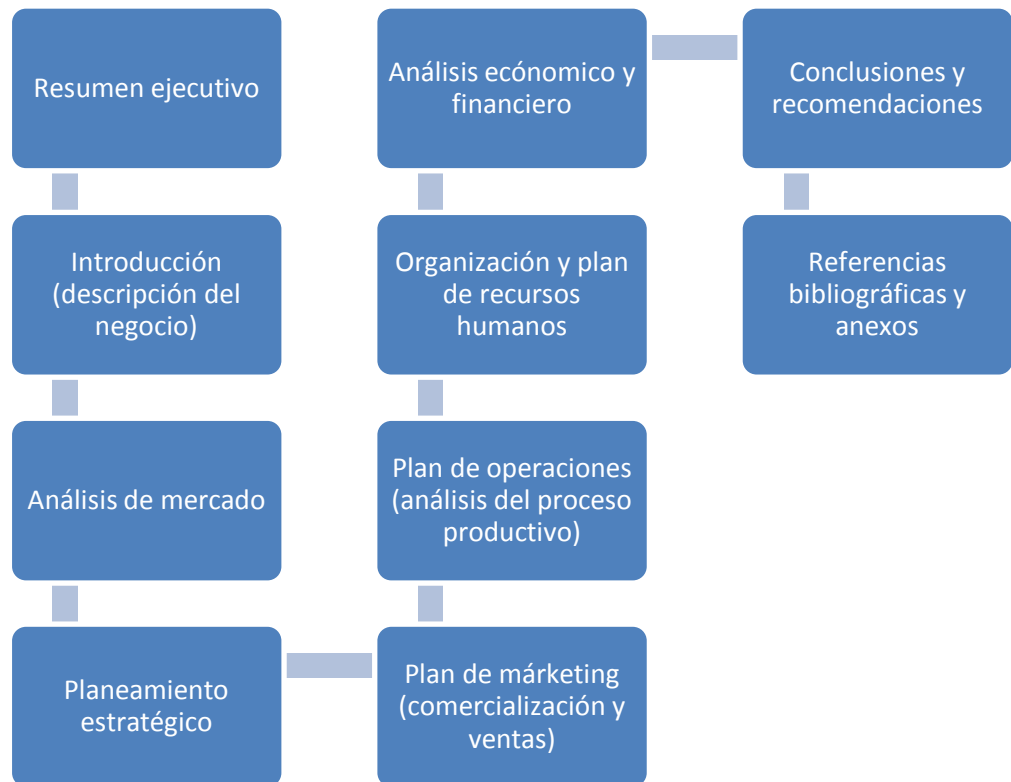 Resumen ejecutivo
Introducción
(descripción del
negocio)
Análisis de mercado
Planeamiento
estratégico
Plan de márketing
(comercialización y
ventas)
Plan de operaciones
(análisis del proceso
productivo)
Organización y plan
de recursos
humanos
Análisis ecónomico y
financiero
Conclusiones y
recomendaciones
Referencias
bibliográficas y
anexos